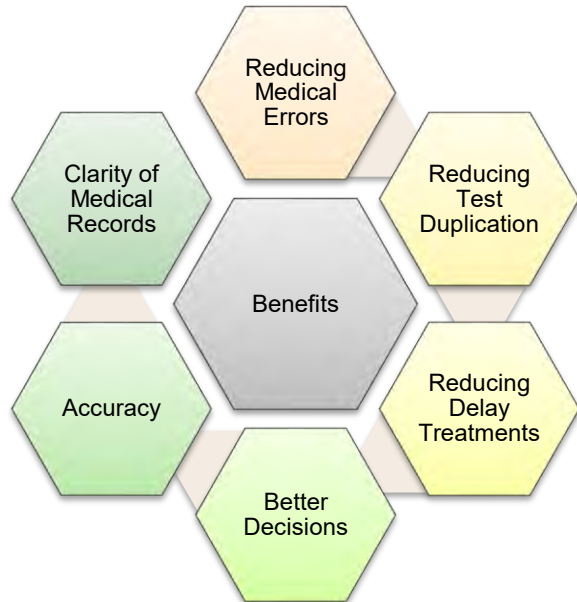 Reducing
Medical
Errors
Reducing
Test
Duplication
Reducing
Delay
Treatments
Better
Decisions
Accuracy
Clarity of
Medical
Records
Benefits